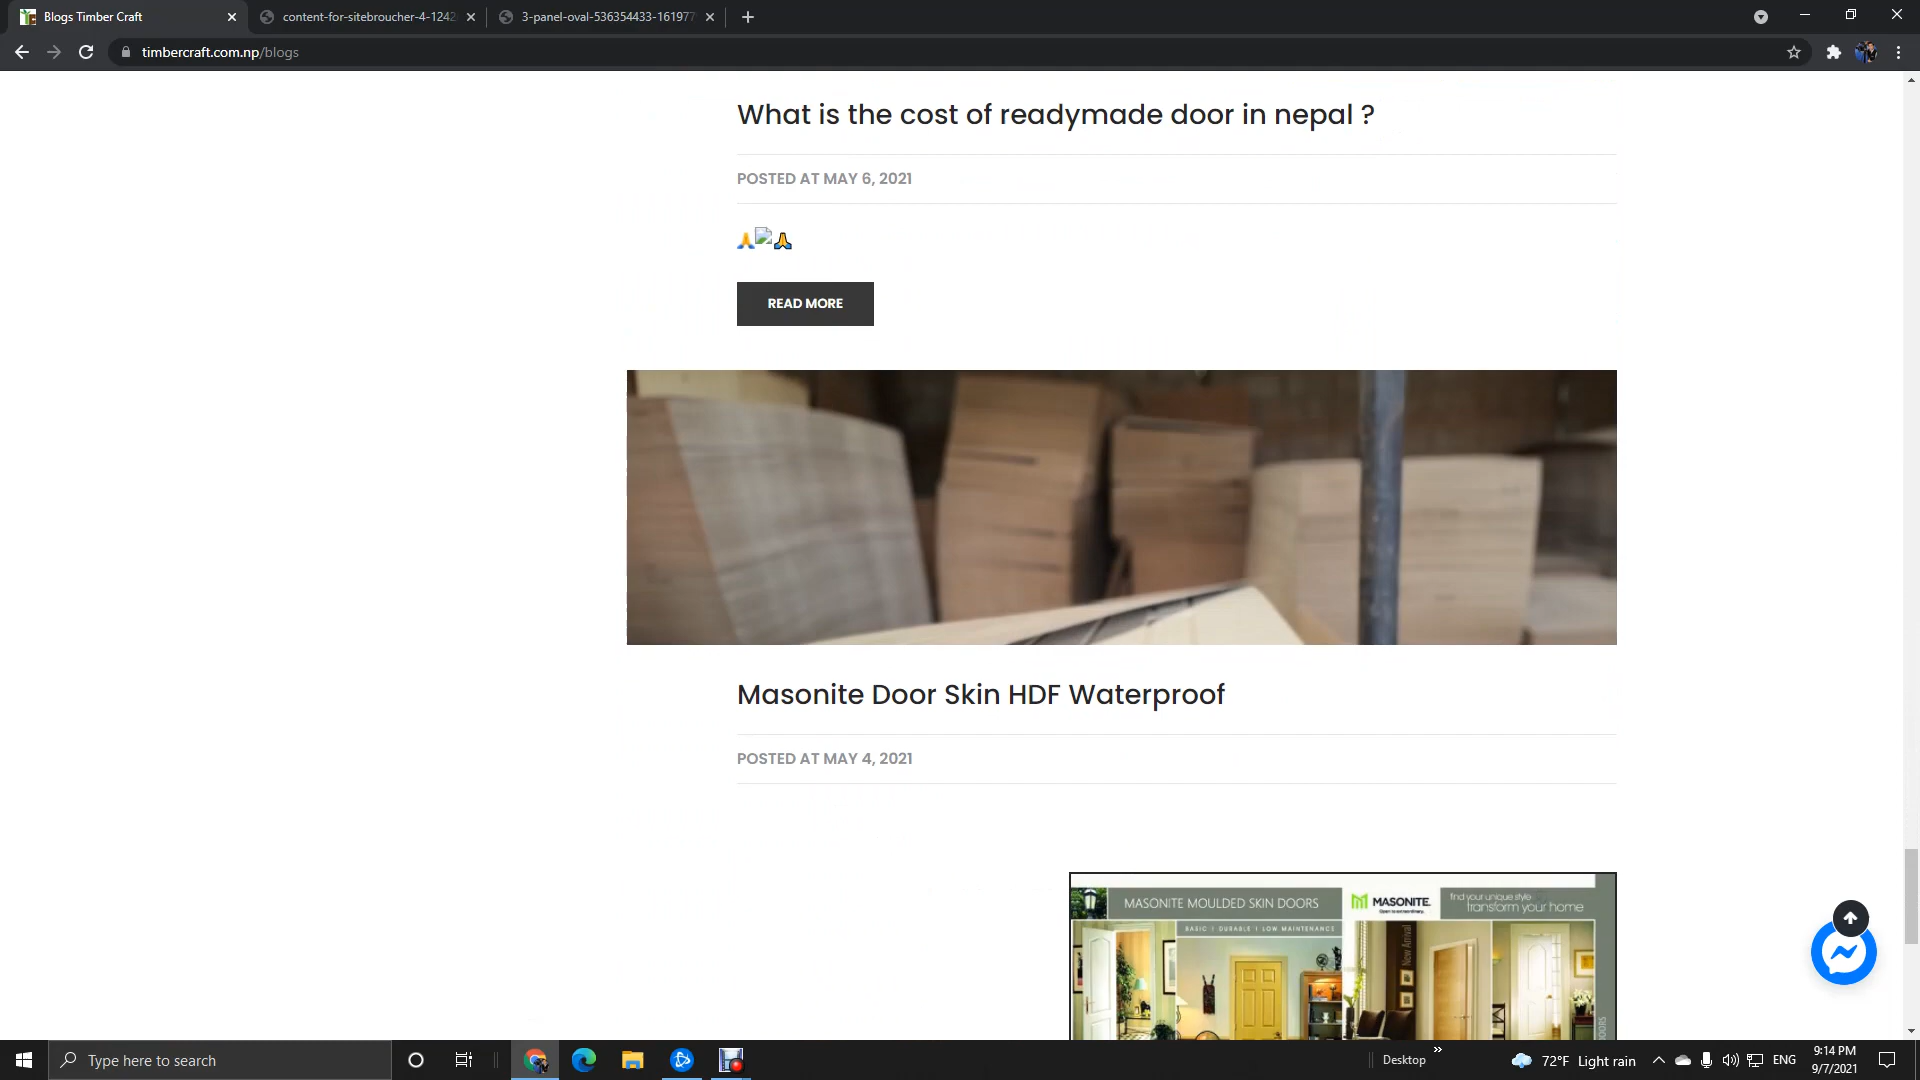 Blogs Timber Craft
content-for-sitebroucher-4-1242
3-panel-oval-536354433-16197
timbercraft.com.np/blogs
What is the cost of readymade door in nepal ?
POSTED AT MAY 6, 2021
READ MORE
Masonite Door Skin HDF Waterproof
POSTED AT MAY 4, 2021
MASONITE MOULDED SKIN DOORS
MASONITE.
find your unique style
transform your home
BASIC | DURABLE | LOW MAINTENANCE
New Arrival
Type here to search
Desktop
72°F Light rain
ENG
9:14 PM
9/7/2021